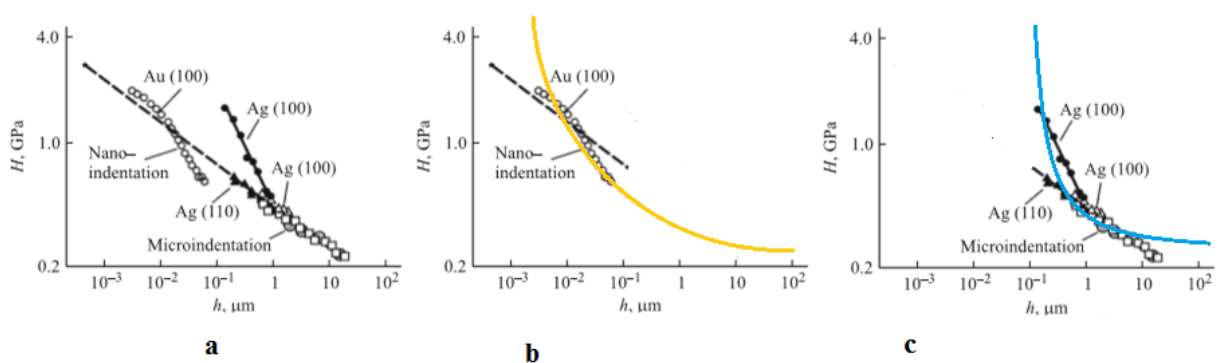 4.0
H, GPa
1.0
0.2
Au (100)
Ag (100)
Nano–
indentation
Ag (100)
Ag (110)
Microindentation
10–3 10–2 10–1 1 10 102
h, μm
a
4.0
H, GPa
1.0
0.2
Au (100)
Nano–
indentation
10–3 10–2 10–1 1 10 102
h, μm
b
4.0
H, GPa
1.0
0.2
Ag (100)
Ag (100)
Ag (110)
Microindentation
10–3 10–2 10–1 1 10 102
h, μm
c